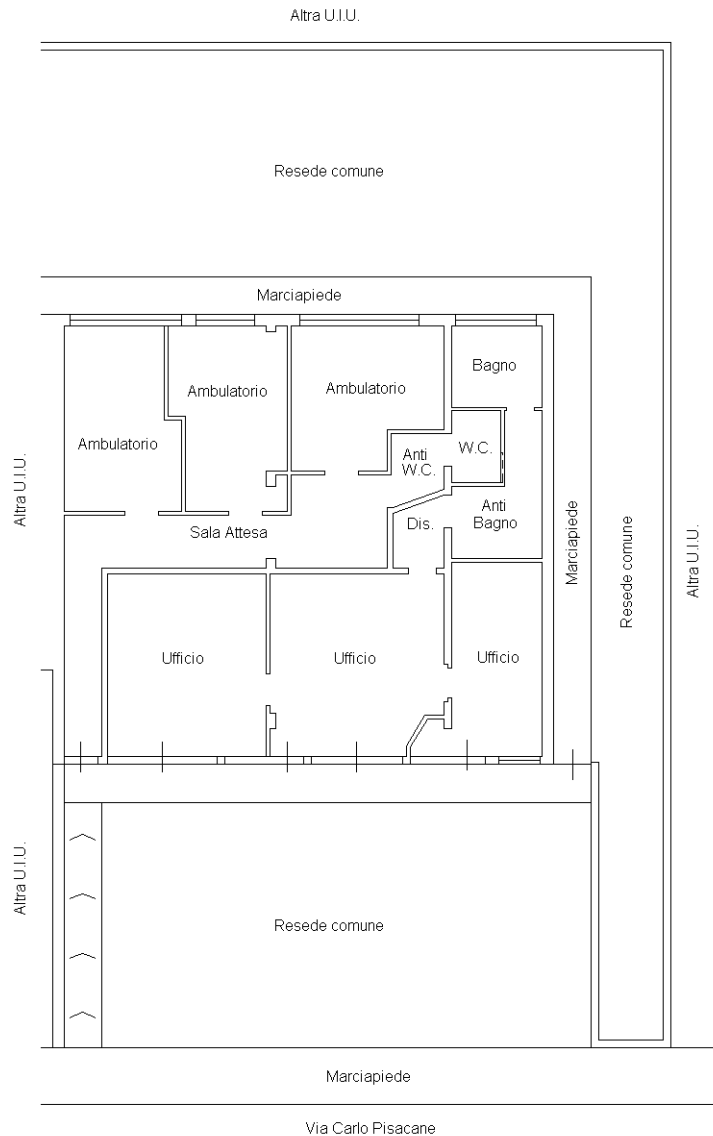 Altra U.I.U.
Resede comune
Marciapiede
Bagno
Ambulatorio
Ambulatorio
Ambulatorio
Anti
W.C.
W.C.
Altra U.I.U.
Sala Attesa
Dis.
Anti
Bagno
Marciapiede
Resede comune
Altra U.I.U.
Ufficio
Ufficio
Ufficio
Altra U.I.U.
Resede comune
Marciapiede
Via Carlo Pisacane